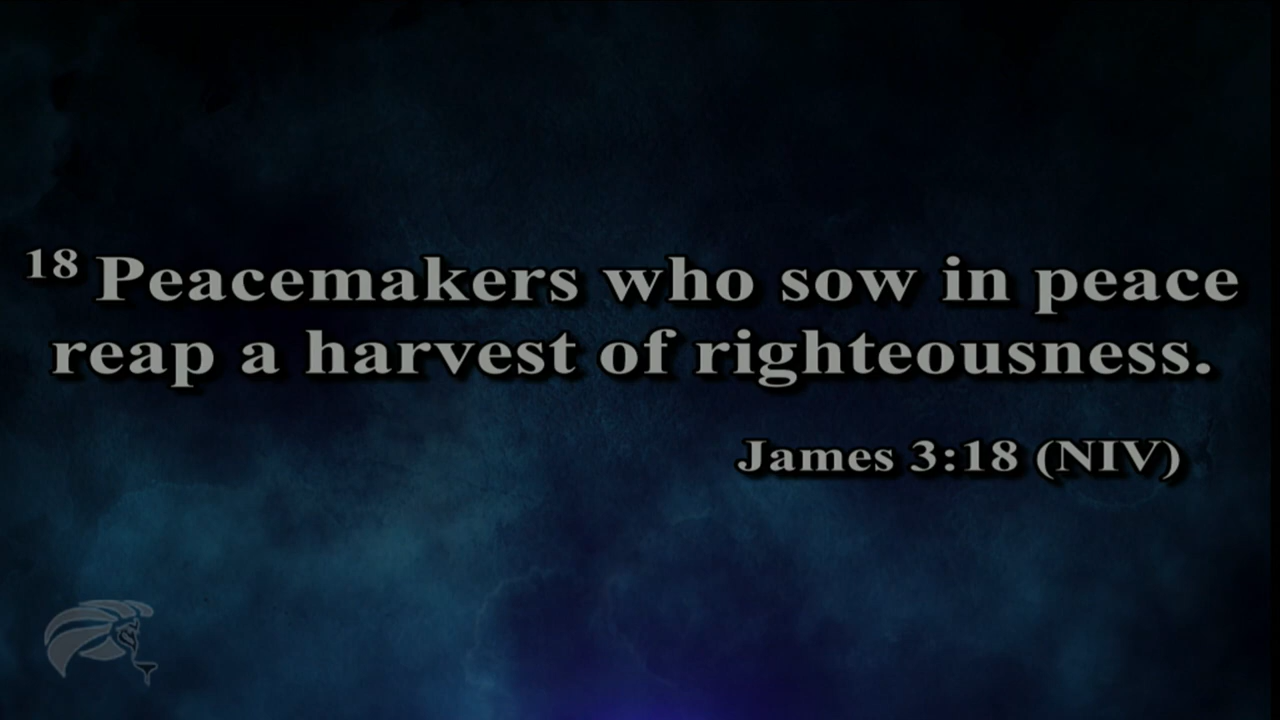 18 Peacemakers who sow in peace
reap a harvest of righteousness.
James 3:18 (NIV)